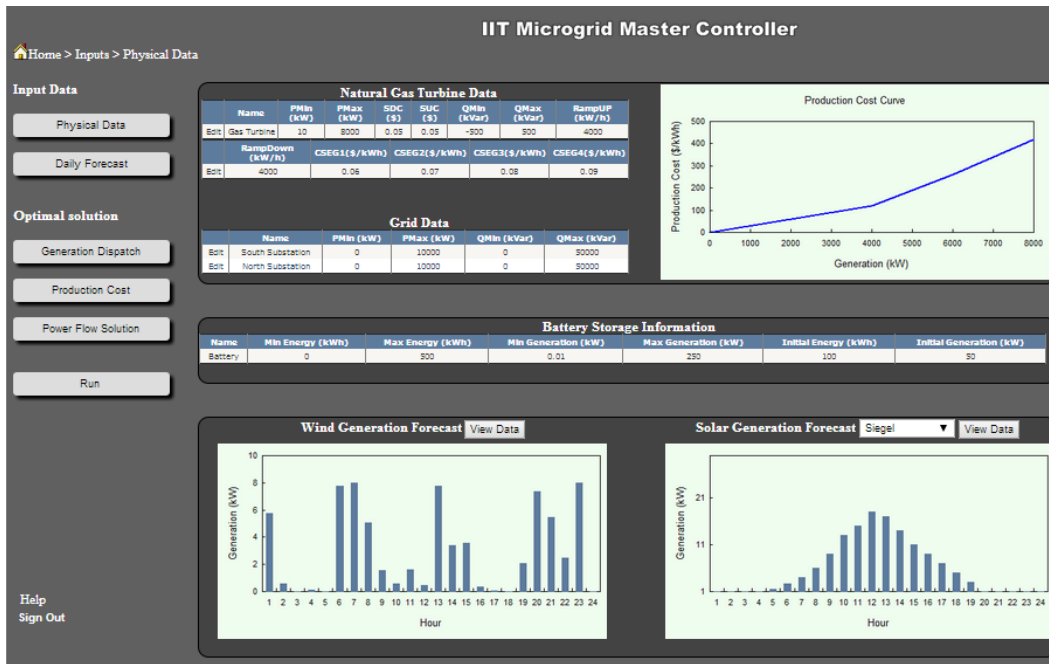 IIT Microgrid Master Controller
Home > Inputs > Physical Data
Input Data
Physical Data
Daily Forecast
Optimal solution
Generation Dispatch
Production Cost
Power Flow Solution
Run
Help
Sign Out
Natural Gas Turbine Data
Name PMin (kW) PMax (kW) SDC ($) SUC ($) QMin (kVar) QMax (kVar) RampUP (kW/h)
Edit Gas Turbine 10 8000 0.05 0.05 -500 500 4000
RampDown (kW/h) CSEG1($/kWh) CSEG2($/kWh) CSEG3($/kWh) CSEG4($/kWh)
Edit 4000 0.06 0.07 0.08 0.09
Grid Data
Name PMin (kW) PMax (kW) QMin (kVar) QMax (kVar)
Edit South Substation 0 10000 0 50000
Edit North Substation 0 10000 0 50000
Production Cost Curve
Production Cost ($/kWh)
500
400
300
200
100
0
0 1000 2000 3000 4000 5000 6000 7000 8000
Generation (kW)
Battery Storage Information
Name Min Energy (kWh) Max Energy (kWh) Min Generation (kW) Max Generation (kW) Initial Energy (kWh) Initial Generation (kW)
Battery 0 500 0.01 250 100 50
Wind Generation Forecast View Data
Generation (kW)
10
8
6
4
2
0
1 2 3 4 5 6 7 8 9 10 11 12 13 14 15 16 17 18 19 20 21 22 23 24
Hour
Solar Generation Forecast Siegel View Data
Generation (kW)
21
11
1
1 2 3 4 5 6 7 8 9 10 11 12 13 14 15 16 17 18 19 20 21 22 23 24
Hour